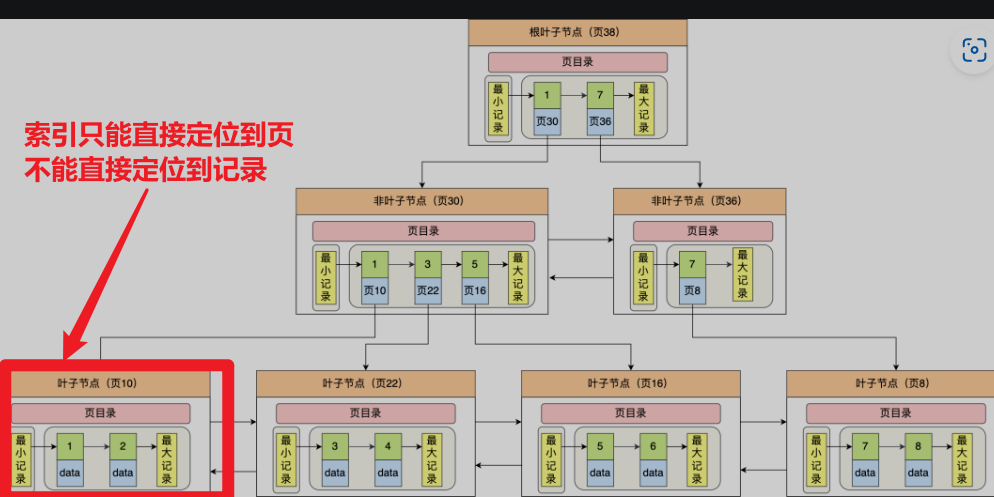 根叶子节点（页38）
页目录
最小记录
1
页30
7
页36
最大记录
索引只能直接定位到页
不能直接定位到记录
非叶子节点（页30）
页目录
最小记录
1
页10
3
页22
5
页16
最大记录
非叶子节点（页36）
页目录
最小记录
7
页8
最大记录
叶子节点（页10）
页目录
最小记录
1
data
2
data
最大记录
叶子节点（页22）
页目录
最小记录
3
data
4
data
最大记录
叶子节点（页16）
页目录
最小记录
5
data
6
data
最大记录
叶子节点（页8）
页目录
最小记录
7
data
8
data
最大记录